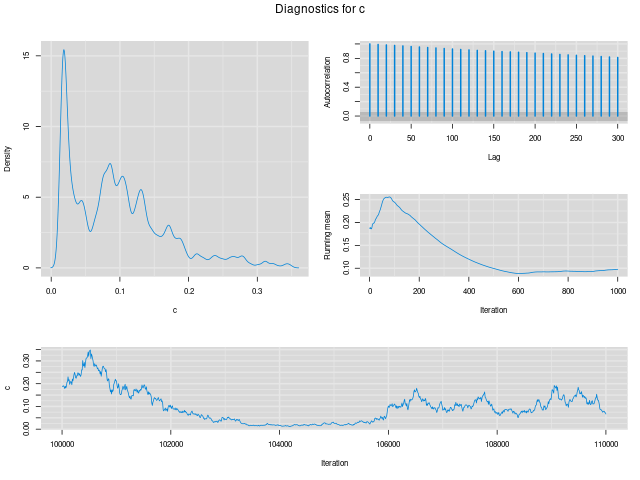 Diagnostics for c
Density
0 5 10 15
0.0 0.1 0.2 0.3
c
Autocorrelation
0.0 0.4 0.8
0 50 100 150 200 250 300
Lag
Running mean
0.10 0.15 0.20 0.25
0 200 400 600 800 1000
Iteration
c
0.00 0.10 0.20 0.30
100000 102000 104000 106000 108000 110000
Iteration